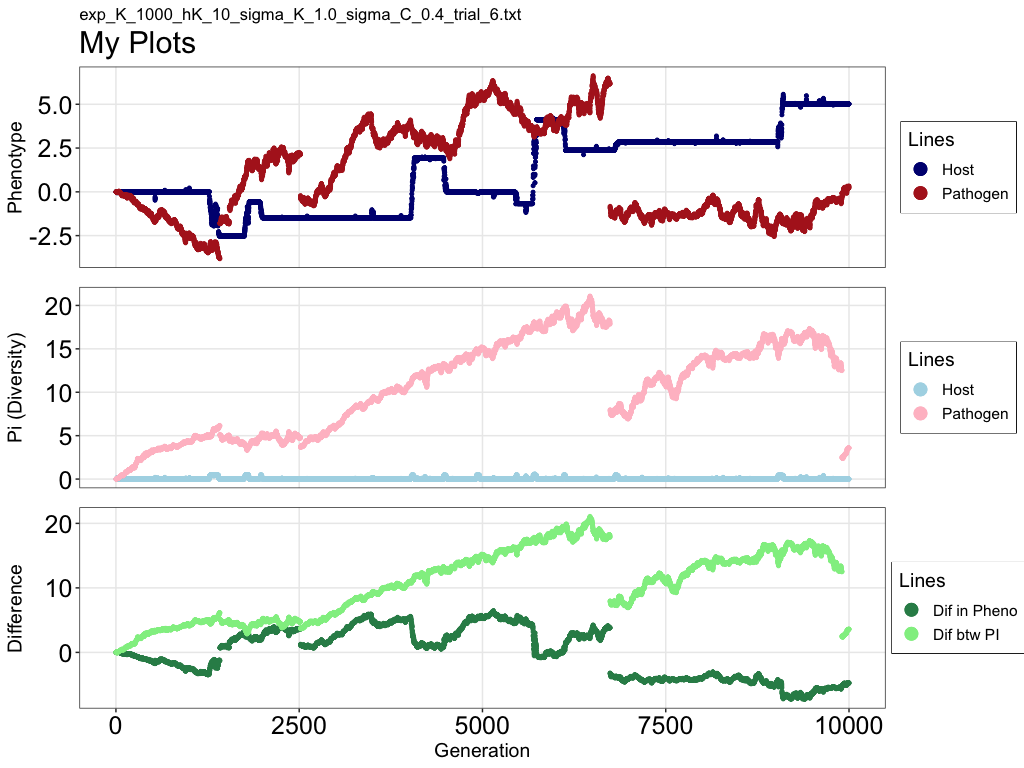 exp_K_1000_hK_10_sigma_K_1.0_sigma_C_0.4_trial_6.txt
My Plots
Phenotype
5.0
2.5
0.0
-2.5
Lines
Host
Pathogen
Pi (Diversity)
20
15
10
5
0
Lines
Host
Pathogen
Difference
20
10
0
Lines
Dif in Pheno
Dif btw PI
0
2500
5000
7500
10000
Generation